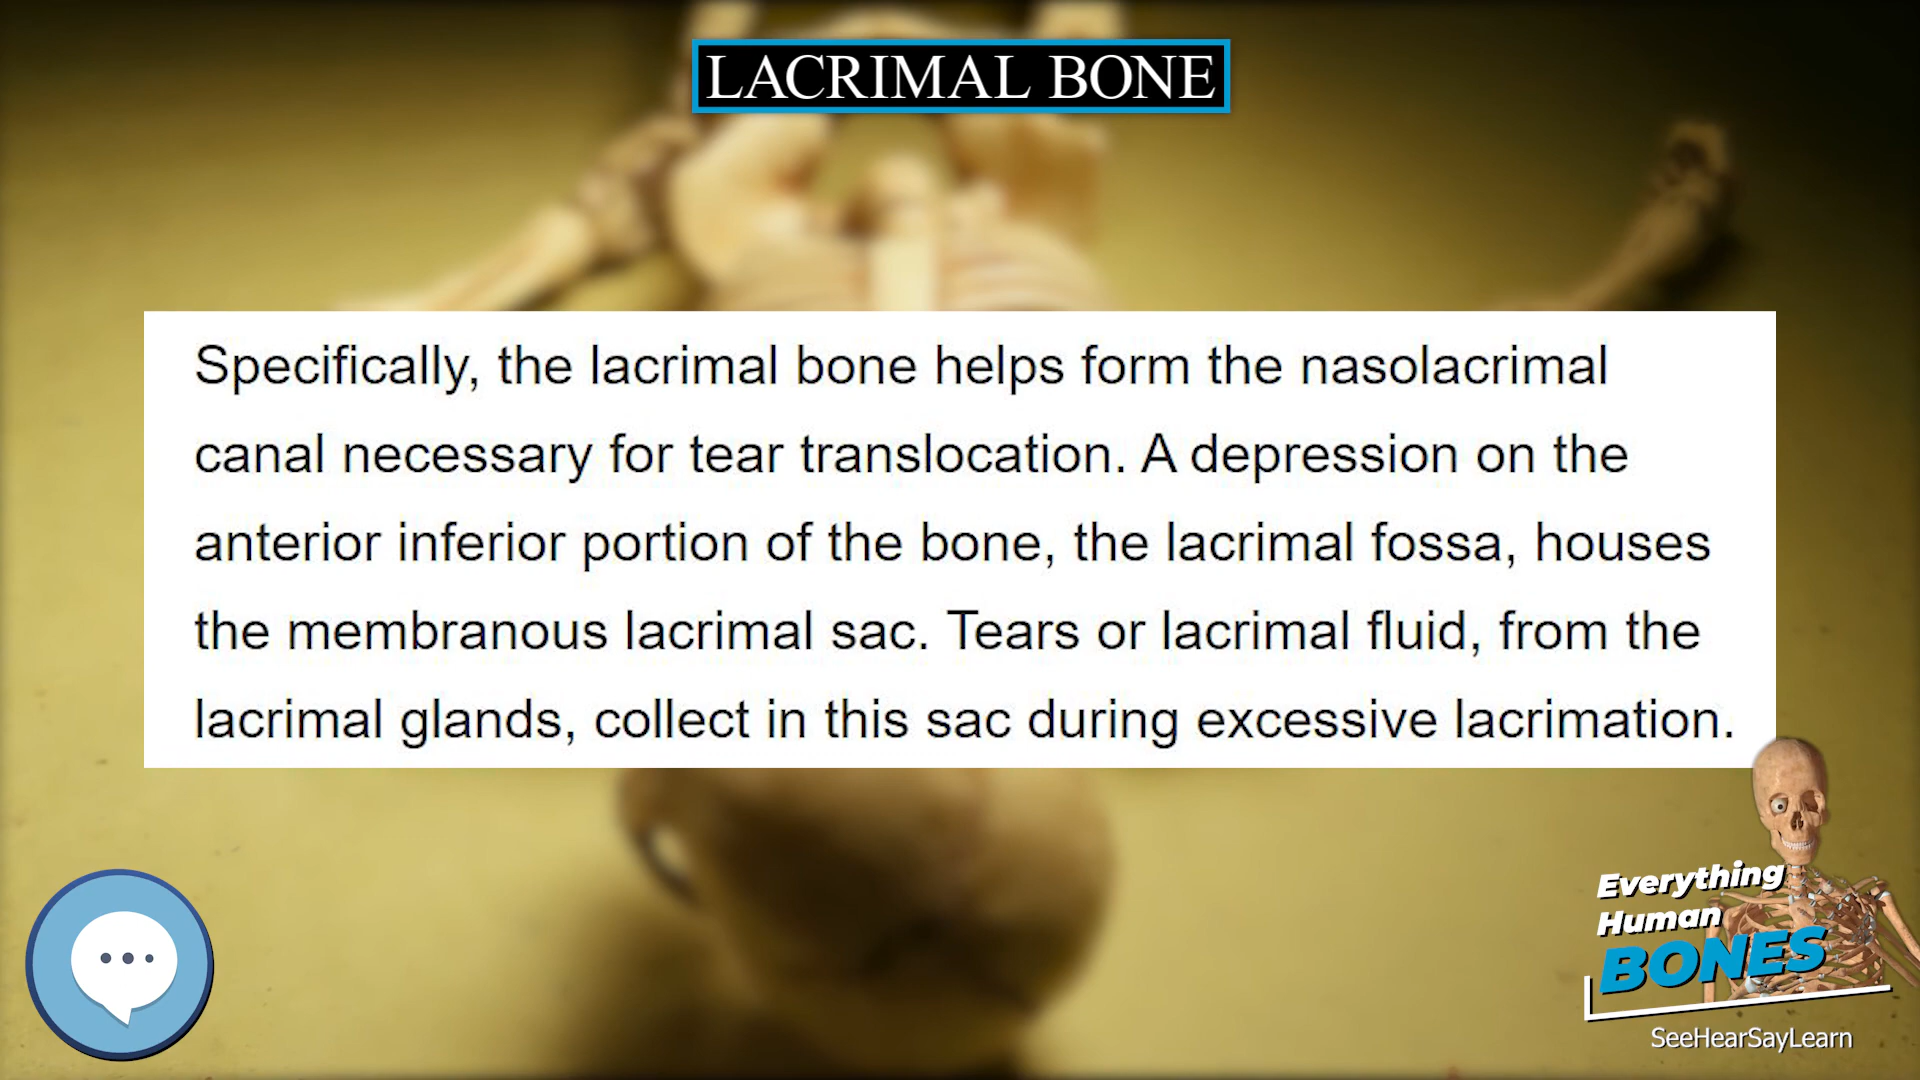 LACRIMAL BONE
Specifically, the lacrimal bone helps form the nasolacrimal
canal necessary for tear translocation. A depression on the
anterior inferior portion of the bone, the lacrimal fossa, houses
the membranous lacrimal sac. Tears or lacrimal fluid, from the
lacrimal glands, collect in this sac during excessive lacrimation.
Everything
Human
BONES
SeeHearSayLearn